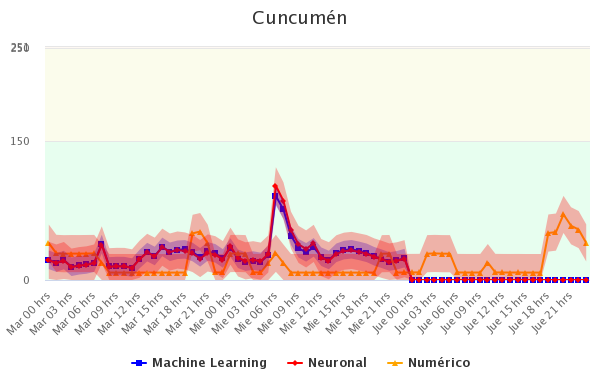 Cuncumén
250
150
0
Mar 00 hrs
Mar 03 hrs
Mar 06 hrs
Mar 09 hrs
Mar 12 hrs
Mar 15 hrs
Mar 18 hrs
Mar 21 hrs
Mie 00 hrs
Mie 03 hrs
Mie 06 hrs
Mie 09 hrs
Mie 12 hrs
Mie 15 hrs
Mie 18 hrs
Mie 21 hrs
Jue 00 hrs
Jue 03 hrs
Jue 06 hrs
Jue 09 hrs
Jue 12 hrs
Jue 15 hrs
Jue 18 hrs
Jue 21 hrs
Machine Learning Neuronal Numérico